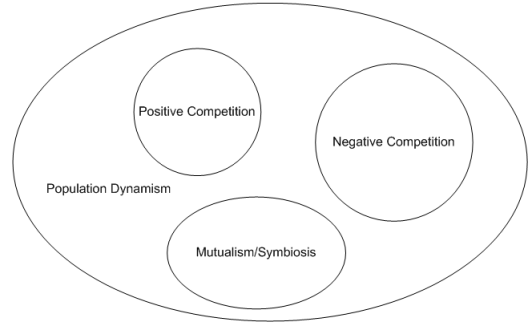 Positive Competition
Negative Competition
Population Dynamism
Mutualism/Symbiosis